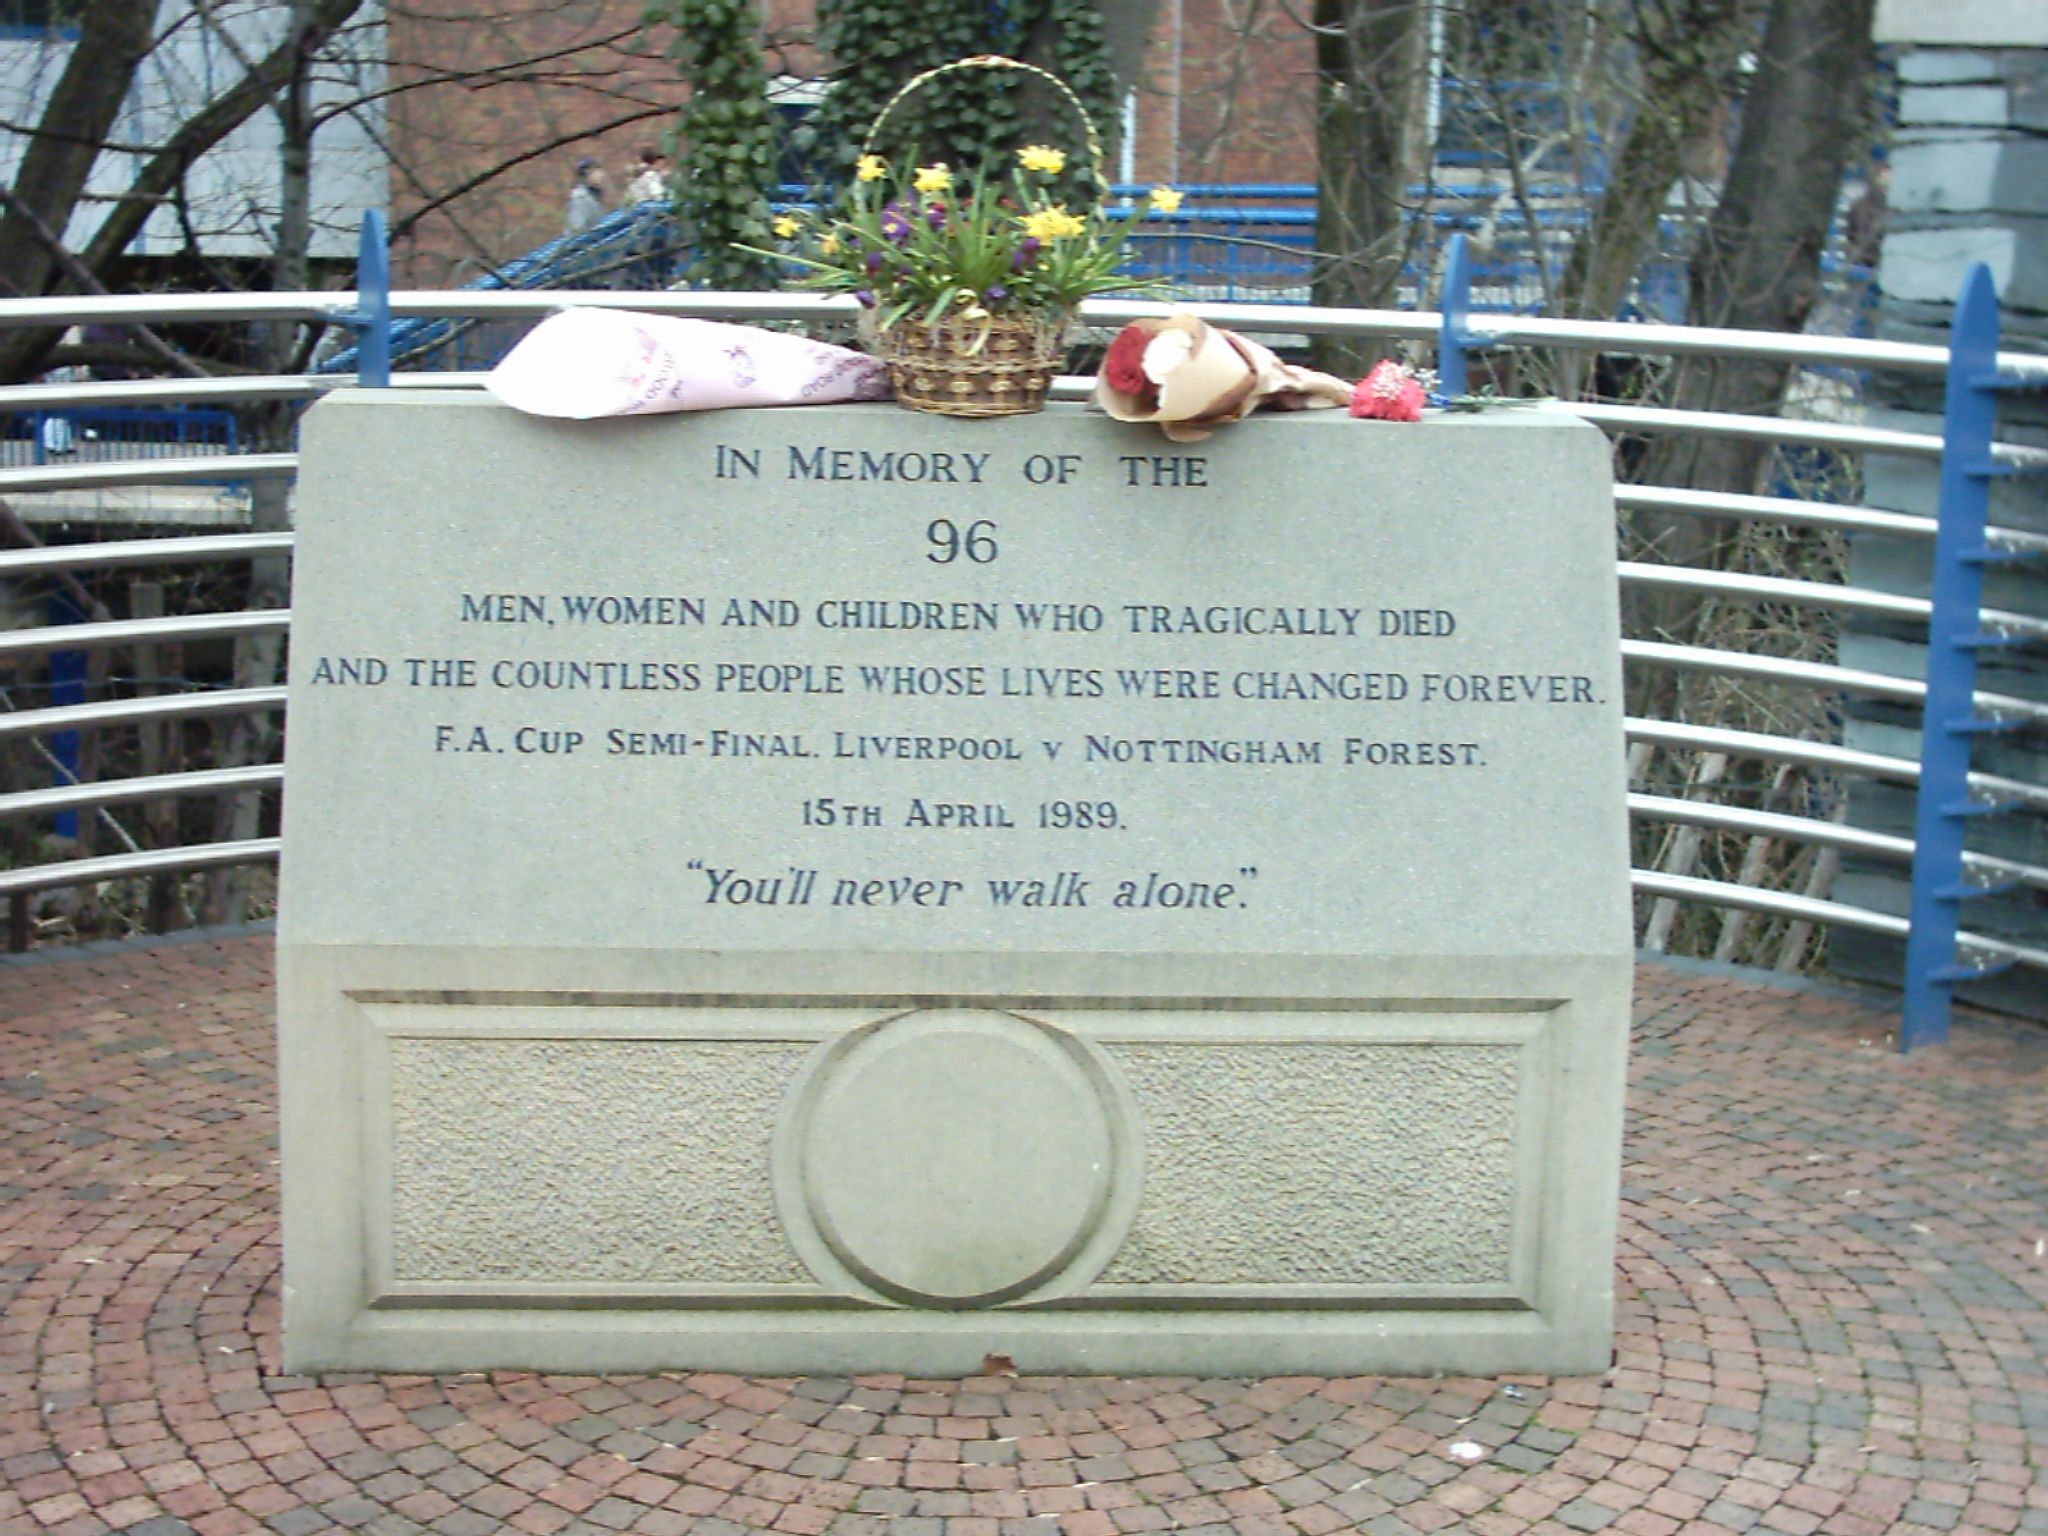 IN MEMORY OF THE
96
MEN, WOMEN AND CHILDREN WHO TRAGICALLY DIED
AND THE COUNTLESS PEOPLE WHOSE LIVES WERE CHANGED FOREVER.
F.A. CUP SEMI-FINAL. LIVERPOOL V NOTTINGHAM FOREST.
15TH APRIL 1989.
"You'll never walk alone."